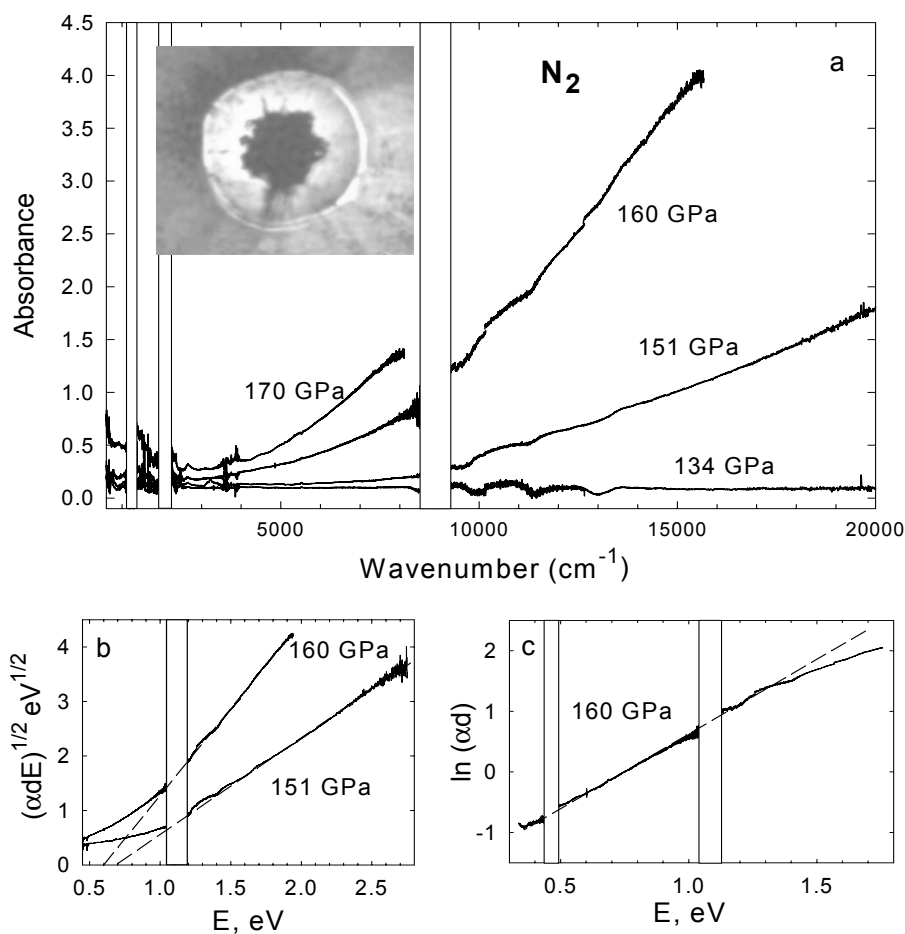 4.5
4.0
3.5
3.0
2.5
2.0
1.5
1.0
0.5
0.0
Absorbance
N2
a
160 GPa
151 GPa
170 GPa
134 GPa
5000 10000 15000 20000
Wavenumber (cm-1)
b
4
3
2
1
0
(αdE)1/2 eV1/2
160 GPa
151 GPa
0.5 1.0 1.5 2.0 2.5
E, eV
c
2
1
0
-1
ln (αd)
160 GPa
0.5 1.0 1.5
E, eV